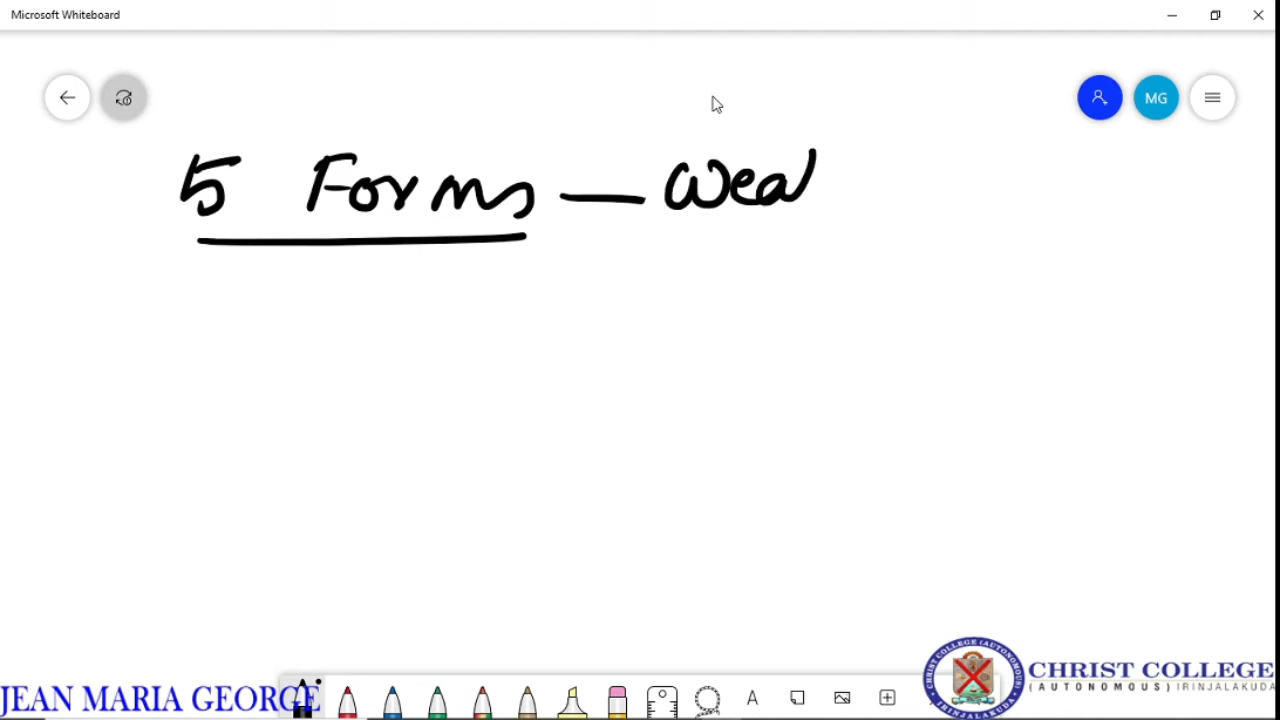 Microsoft Whiteboard
MG
5 Forms — Weal
A
JEAN MARIA GEORGE
CHRIST COLLEGE
(AUTONOMOUS) IRINJALAKUDA